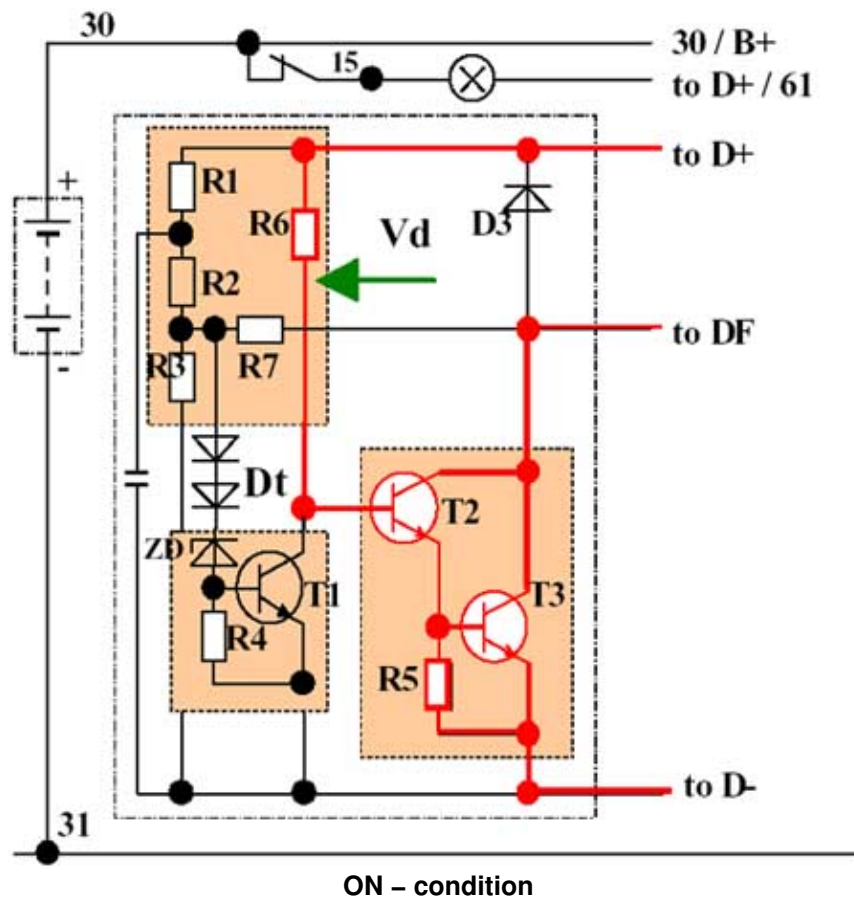 30
30 / B+
15
to D+ / 61
to D+
+
R1
R6
Vd
D3
R2
to DF
R3
R7
-
Dt
T2
ZD
T1
T3
R4
R5
to D-
31
ON – condition